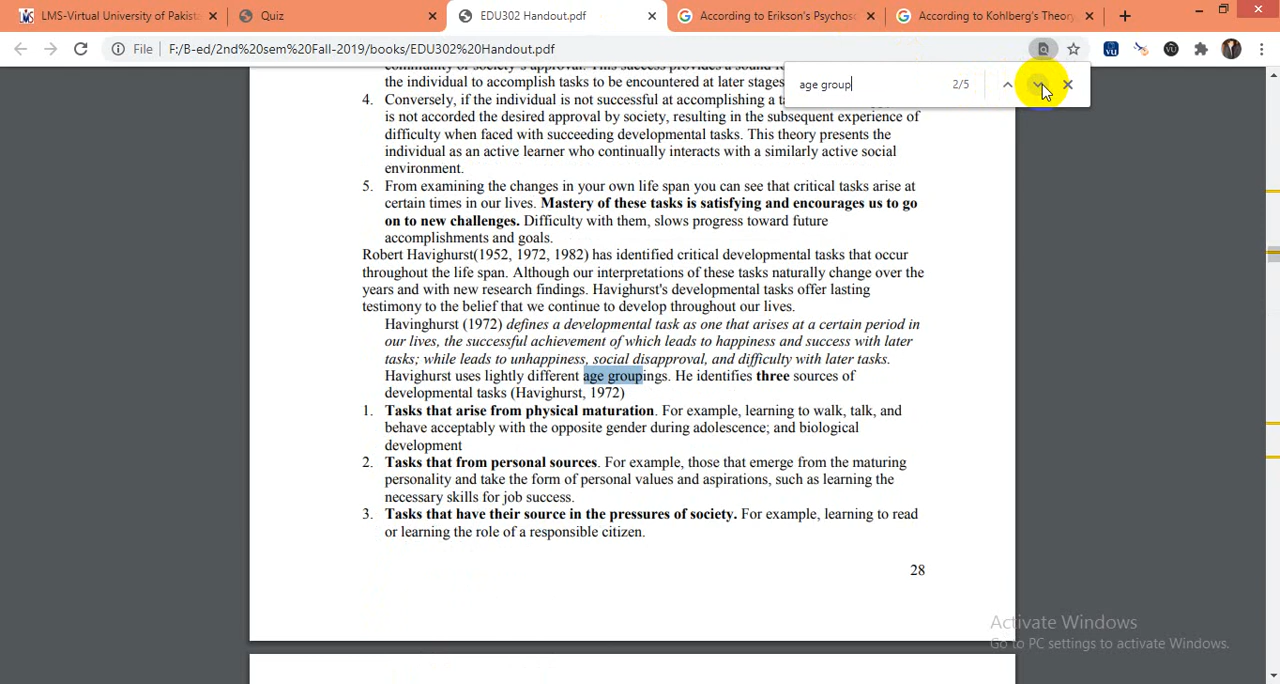 LMS-Virtual University of Pakist
Quiz
EDU302 Handout.pdf
According to Erikson's Psychoso
According to Kohlberg's Theory
File
F:/B-ed/2nd%20sem%20Fall-2019/books/EDU302%20Handout.pdf
age group
2/5
the individual to accomplish tasks to be encountered at later stages
4. Conversely, if the individual is not successful at accomplishing a
is not accorded the desired approval by society, resulting in the subsequent experience of
difficulty when faced with succeeding developmental tasks. This theory presents the
individual as an active learner who continually interacts with a similarly active social
environment.
5. From examining the changes in your own life span you can see that critical tasks arise at
certain times in our lives. Mastery of these tasks is satisfying and encourages us to go
on to new challenges. Difficulty with them, slows progress toward future
accomplishments and goals.
Robert Havighurst(1952, 1972, 1982) has identified critical developmental tasks that occur
throughout the life span. Although our interpretations of these tasks naturally change over the
years and with new research findings. Havighurst's developmental tasks offer lasting
testimony to the belief that we continue to develop throughout our lives.
Havinghurst (1972) defines a developmental task as one that arises at a certain period in
our lives, the successful achievement of which leads to happiness and success with later
tasks; while leads to unhappiness, social disapproval, and difficulty with later tasks.
Havighurst uses lightly different age groupings. He identifies three sources of
developmental tasks (Havighurst, 1972)
1. Tasks that arise from physical maturation. For example, learning to walk, talk, and
behave acceptably with the opposite gender during adolescence; and biological
development
2. Tasks that from personal sources. For example, those that emerge from the maturing
personality and take the form of personal values and aspirations, such as learning the
necessary skills for job success.
3. Tasks that have their source in the pressures of society. For example, learning to read
or learning the role of a responsible citizen.
28
Activate Windows
Go to PC settings to activate Windows.